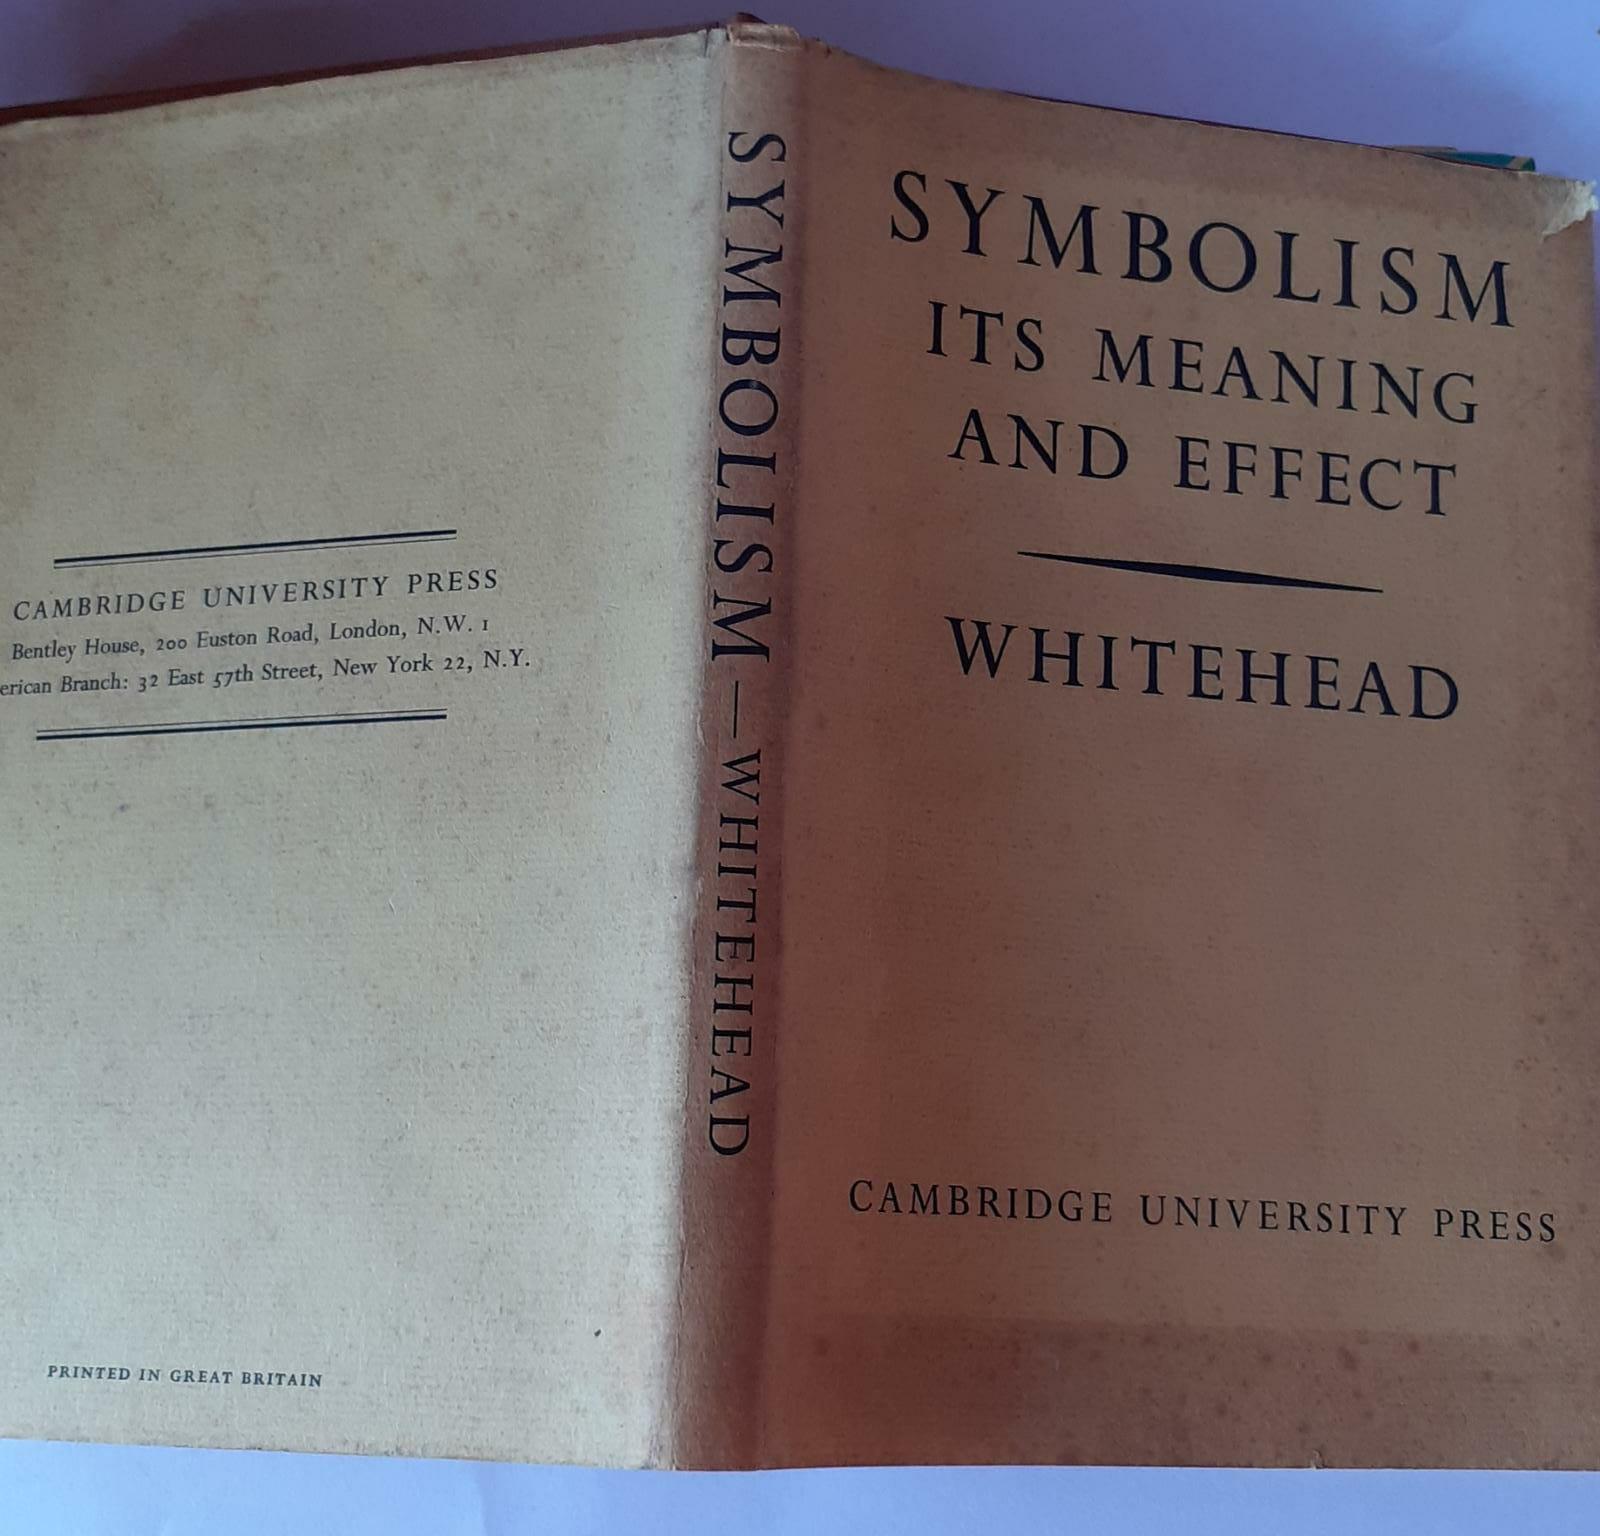 CAMBRIDGE UNIVERSITY PRESS
Bentley House, 200 Euston Road, London, N.W. 1
erican Branch: 32 East 57th Street, New York 22, N.Y.
PRINTED IN GREAT BRITAIN
SYMBOLISM—WHITEHEAD
SYMBOLISM
ITS MEANING
AND EFFECT
WHITEHEAD
CAMBRIDGE UNIVERSITY PRESS